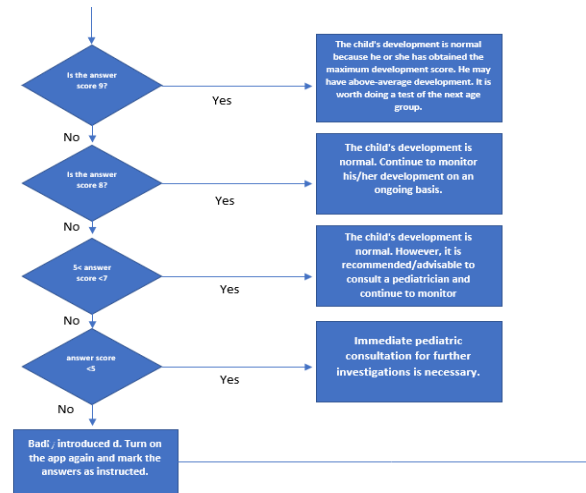 Is the answer
score 9?
Yes
The child's development is normal
because he or she has obtained the
maximum development score. He may
have above-average development. It is
worth doing a test of the next age
group.
No
Is the answer
score 8?
Yes
The child's development is
normal. Continue to monitor
his/her development on an
ongoing basis.
No
5< answer
score <7
Yes
The child's development is
normal. However, it is
recommended/advisable to
consult a pediatrician and
continue to monitor
No
answer score
<5
Yes
Immediate pediatric
consultation for further
investigations is necessary.
No
introduced d. Turn on
the app again and mark the
answers as instructed.